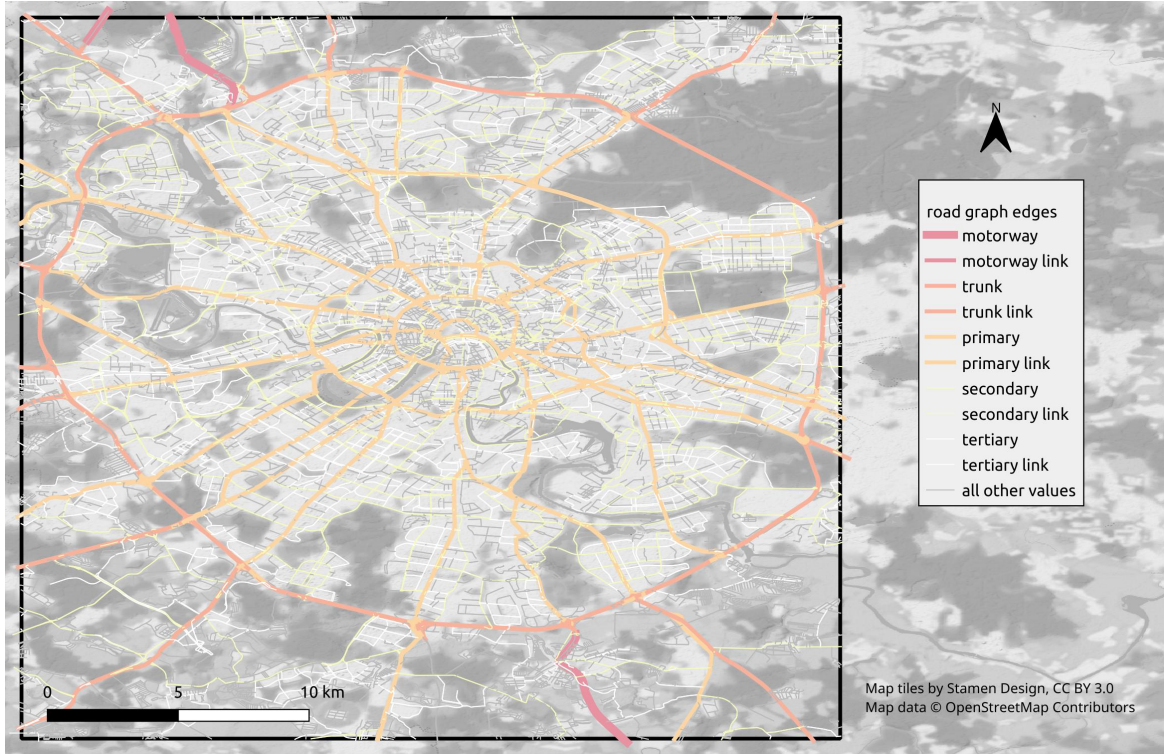 N
road graph edges
motorway
motorway link
trunk
trunk link
primary
primary link
secondary
secondary link
tertiary
tertiary link
all other values
0 5 10 km
Map tiles by Stamen Design, CC BY 3.0
Map data © OpenStreetMap Contributors